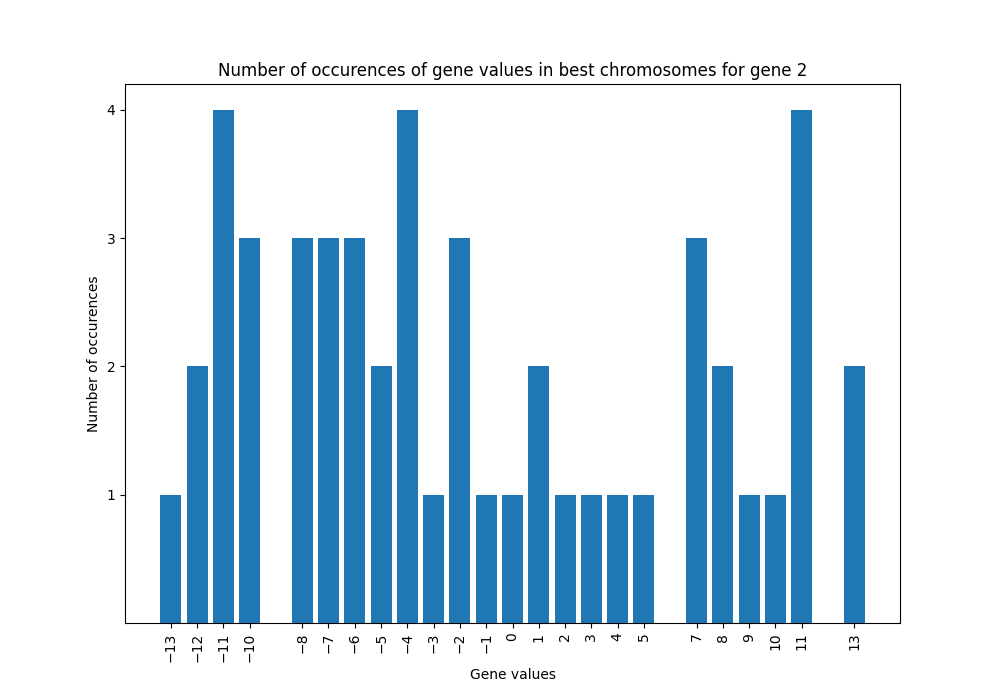 Number of occurences of gene values in best chromosomes for gene 2
Number of occurences
4
3
2
1
−13 −12 −11 −10 −8 −7 −6 −5 −4 −3 −2 −1 0 1 2 3 4 5 7 8 9 10 11 13
Gene values